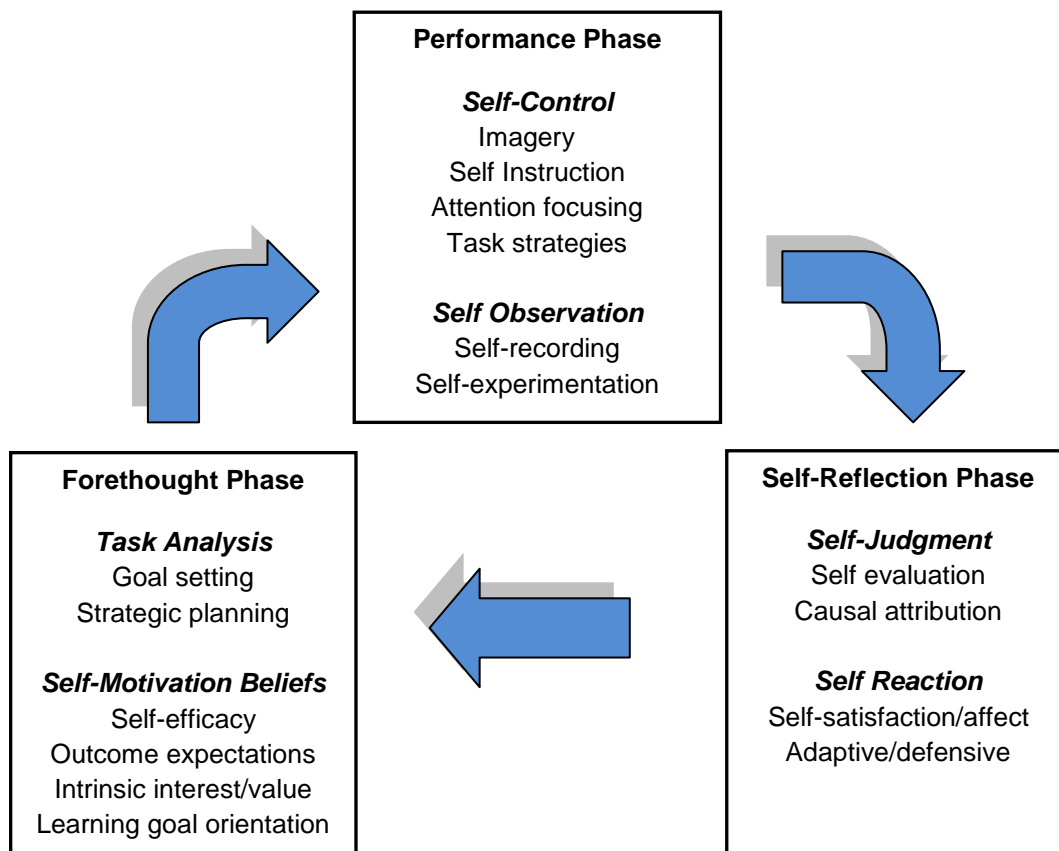 Performance Phase
Self-Control
Imagery
Self Instruction
Attention focusing
Task strategies
Self Observation
Self-recording
Self-experimentation
Forethought Phase
Task Analysis
Goal setting
Strategic planning
Self-Motivation Beliefs
Self-efficacy
Outcome expectations
Intrinsic interest/value
Learning goal orientation
Self-Reflection Phase
Self-Judgment
Self evaluation
Causal attribution
Self Reaction
Self-satisfaction/affect
Adaptive/defensive